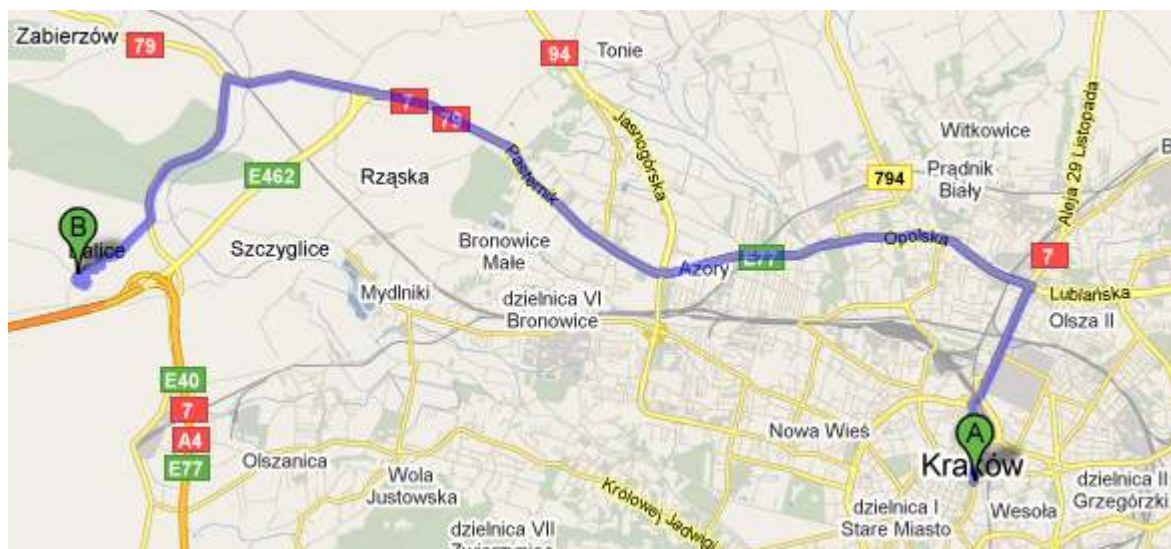 Zabierzów
79
94
Tonie
Jasnogórska
Aleja 29 Listopada
Witkowice
7
79
Pasternik
794
Prądnik
Biały
E462
Rząska
B
Balice
Szczyglice
Bronowice
Małe
Azory
E77
Opolska
7
Mydlniki
dzielnica VI
Bronowice
Lublańska
Olsza II
E40
7
A4
E77
Nowa Wieś
A
Kraków
Olszanica
Wola
Justowska
Królowej Jadwigi
dzielnica I
Stare Miasto
Wesoła
dzielnica II
Grzegórzki
dzielnica VII